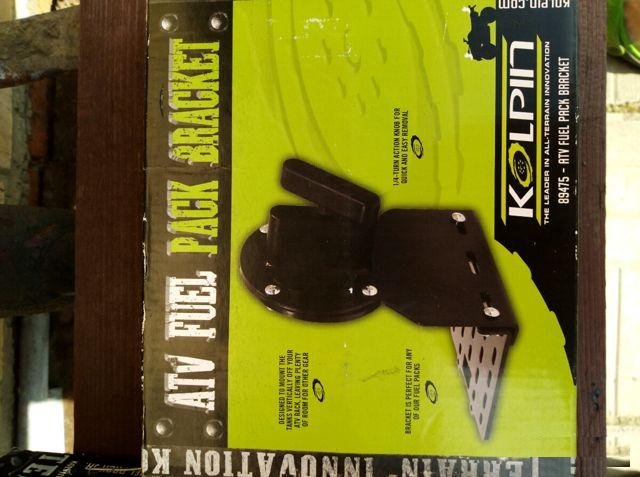 ATV FUEL PACK BRACKET
DESIGNED TO MOUNT THE
TANKS VERTICALLY OFF YOUR
ATV RACK, LEAVING PLENTY
OF ROOM FOR OTHER GEAR
1/4-TURN ACTION KNOB FOR
QUICK AND EASY REMOVAL
BRACKET IS PERFECT FOR ANY
OF OUR FUEL PACKS
KOLPIN.COM
KOLPIN
THE LEADER IN ALL-TERRAIN INNOVATION
89475 - ATV FUEL PACK BRACKET
TERRAIN INNOVATION